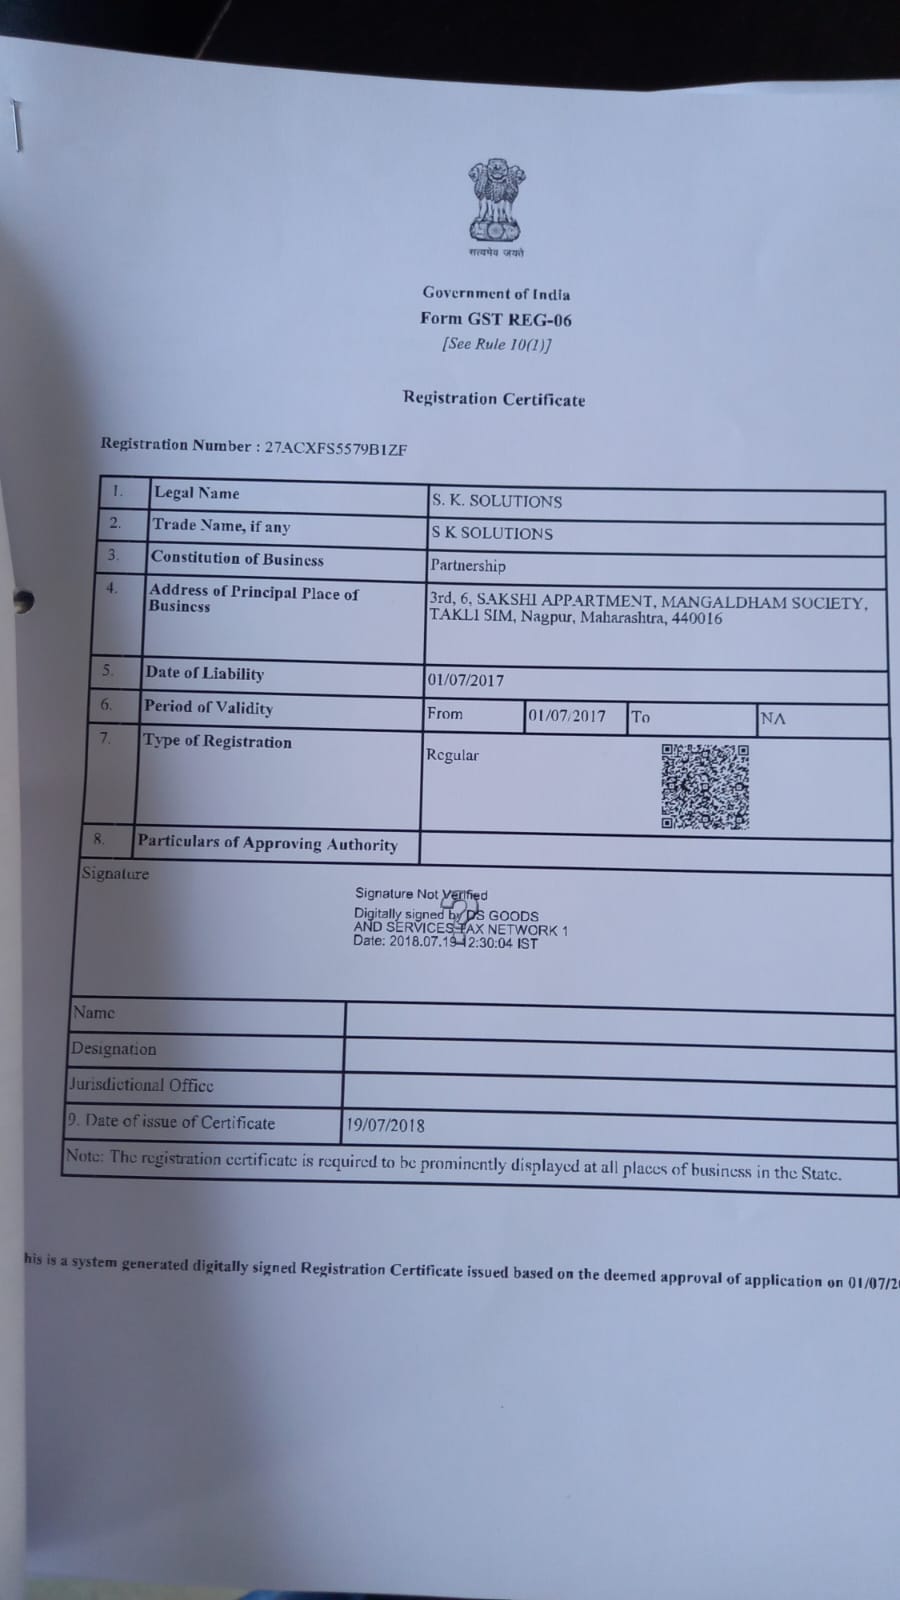 सत्यमेव जयते
Government of India
Form GST REG-06
[See Rule 10(1)]
Registration Certificate
Registration Number : 27ACXFS5579B1ZF
1. Legal Name S. K. SOLUTIONS
2. Trade Name, if any S K SOLUTIONS
3. Constitution of Business Partnership
4. Address of Principal Place of
Business
3rd, 6, SAKSHI APPARTMENT, MANGALDHAM SOCIETY,
TAKLI SIM, Nagpur, Maharashtra, 440016
5. Date of Liability 01/07/2017
6. Period of Validity From 01/07/2017 To NA
7. Type of Registration Regular
8. Particulars of Approving Authority
Signature
Signature Not Verified
Digitally signed by DS GOODS
AND SERVICES TAX NETWORK 1
Date: 2018.07.19 12:30:04 IST
Name
Designation
Jurisdictional Office
9. Date of issue of Certificate 19/07/2018
Note: The registration certificate is required to be prominently displayed at all places of business in the State.
his is a system generated digitally signed Registration Certificate issued based on the deemed approval of application on 01/07/2